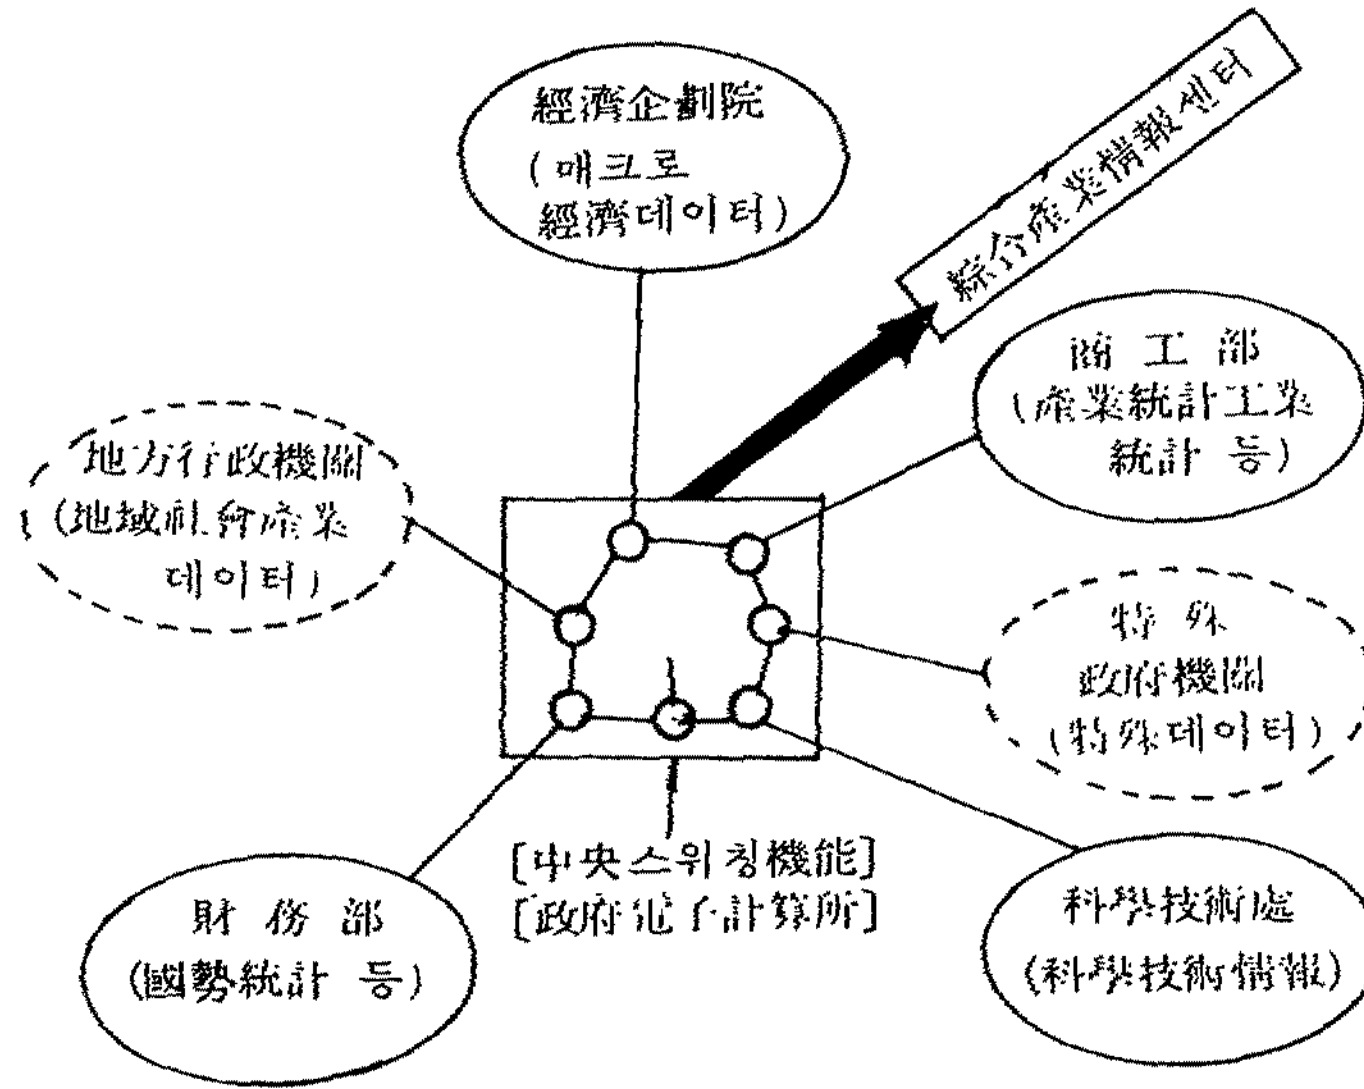 經濟企劃院
(매크로
經濟데이터)
綜合産業情報센터
商工部
(産業統計工業
統計 등)
地方行政機關
(地域社會産業
데이터)
特殊
政府機關
(特殊데이터)
[中央스위칭機能]
[政府電子計算所]
財務部
(國勢統計 등)
科學技術處
(科學技術情報)